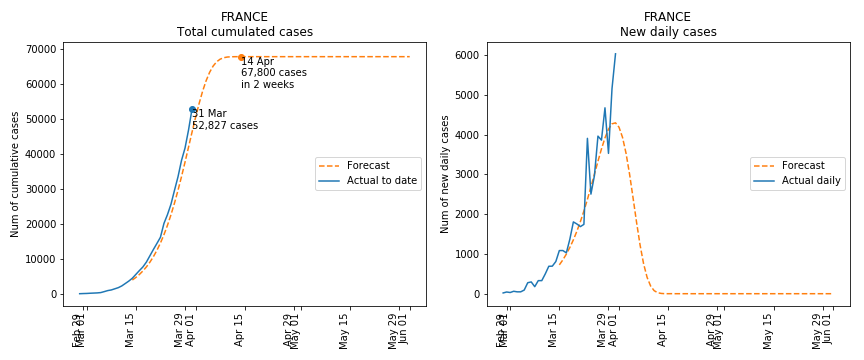 FRANCE
Total cumulated cases
Num of cumulative cases
70000
60000
50000
40000
30000
20000
10000
0
14 Apr
67,800 cases
in 2 weeks
31 Mar
52,827 cases
Forecast
Actual to date
Feb 29
Mar 01
Mar 15
Mar 29
Apr 01
Apr 15
Apr 29
May 01
May 15
May 29
Jun 01
FRANCE
New daily cases
Num of new daily cases
6000
5000
4000
3000
2000
1000
0
Forecast
Actual daily
Feb 29
Mar 01
Mar 15
Mar 29
Apr 01
Apr 15
Apr 29
May 01
May 15
May 29
Jun 01